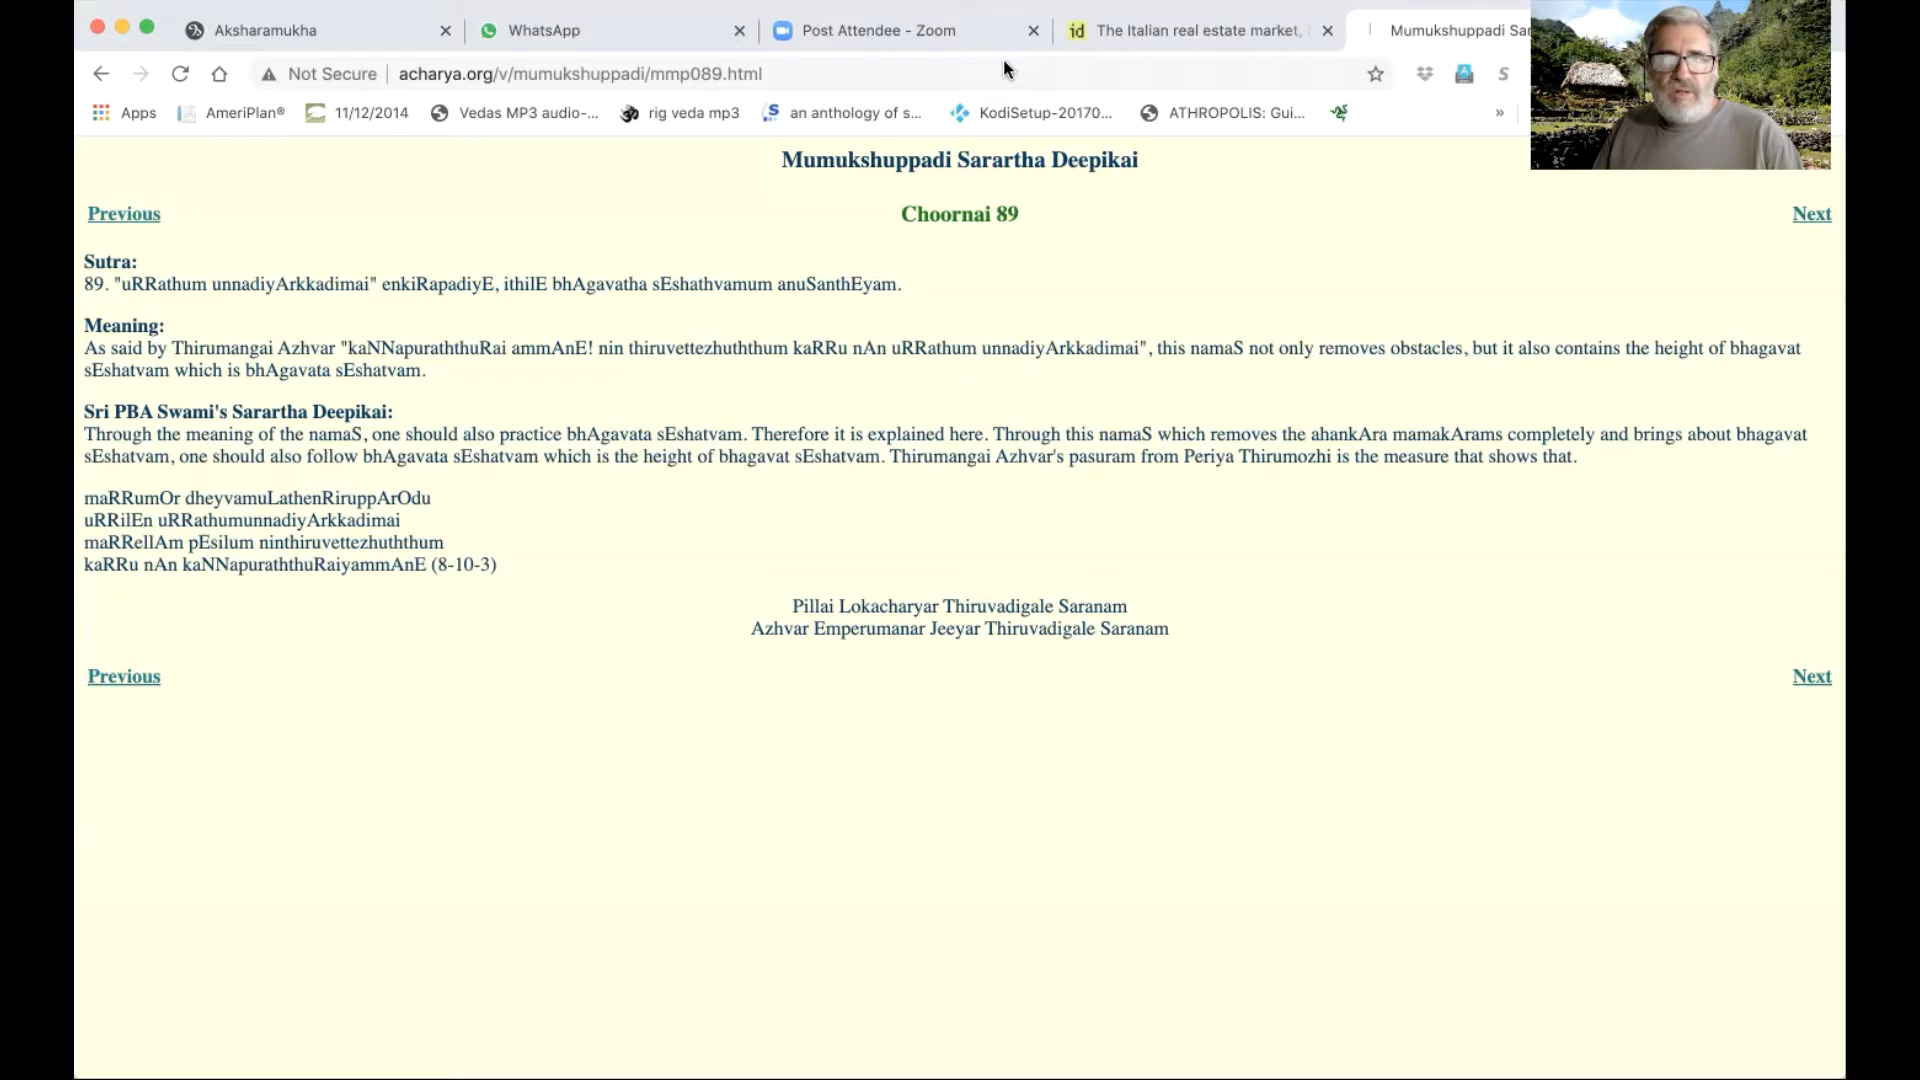 Aksharamukha
WhatsApp
Post Attendee - Zoom
id The Italian real estate market,
Mumukshuppadi Sar
Not Secure acharya.org/v/mumukshuppadi/mmp089.html
S
Apps AmeriPlan® 11/12/2014 Vedas MP3 audio-... rig veda mp3 an anthology of s... KodiSetup-20170... ATHROPOLIS: Gui... »
Mumukshuppadi Sarartha Deepikai
Previous Choornai 89 Next
Sutra:
89. "uRRathum unnadiyArkkadimai" enkiRapadiyE, ithilE bhAgavatha sEshathvamum anuSanthEyam.
Meaning:
As said by Thirumangai Azhvar "kaNNapuraththuRai ammAnE! nin thiruvettezhuththum kaRRu nAn uRRathum unnadiyArkkadimai", this namaS not only removes obstacles, but it also contains the height of bhagavat
sEshatvam which is bhAgavata sEshatvam.
Sri PBA Swami's Sarartha Deepikai:
Through the meaning of the namaS, one should also practice bhAgavata sEshatvam. Therefore it is explained here. Through this namaS which removes the ahankAra mamakArams completely and brings about bhagavat
sEshatvam, one should also follow bhAgavata sEshatvam which is the height of bhagavat sEshatvam. Thirumangai Azhvar's pasuram from Periya Thirumozhi is the measure that shows that.
maRRumOr dheyvamuLathenRiruppArOdu
uRRilEn uRRathumunnadiyArkkadimai
maRRellAm pEsilum ninthiruvettezhuththum
kaRRu nAn kaNNapuraththuRaiyammAnE (8-10-3)
Pillai Lokacharyar Thiruvadigale Saranam
Azhvar Emperumanar Jeeyar Thiruvadigale Saranam
Previous Next